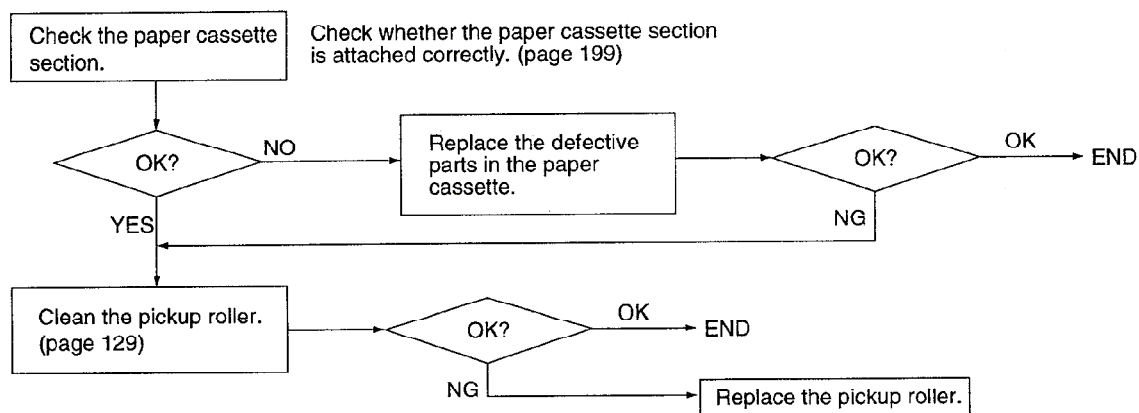 Check the paper cassette
section.
Check whether the paper cassette section
is attached correctly. (page 199)
OK?
NO
Replace the defective
parts in the paper
cassette.
OK?
OK
END
YES
NG
Clean the pickup roller.
(page 129)
OK?
OK
END
NG
Replace the pickup roller.